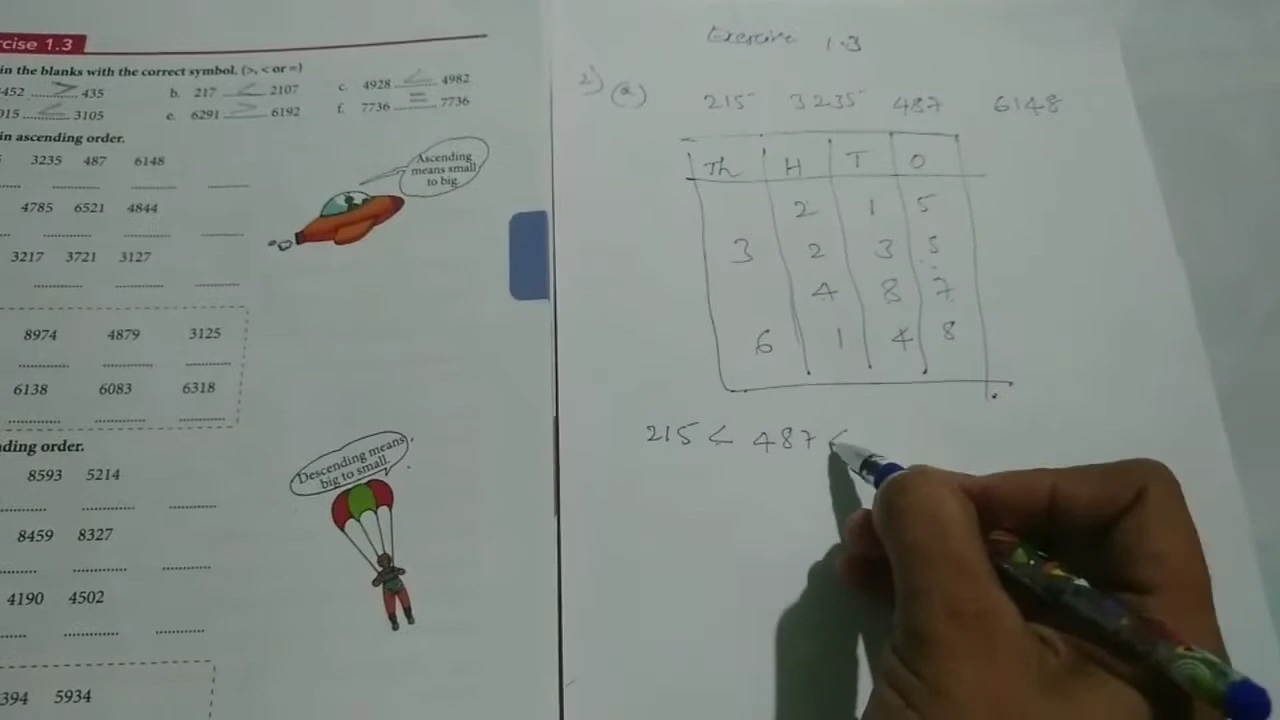 rcise 1.3
in the blanks with the correct symbol. (>, < or =)
452 > 435 b. 217 < 2107 c. 4928 < 4982
015 < 3105 e. 6291 > 6192 f. 7736 = 7736
in ascending order.
3235 487 6148
4785 6521 4844
3217 3721 3127
8974 4879 3125
6138 6083 6318
Ascending
means small
to big.
ding order.
8593 5214
8459 8327
4190 4502
394 5934
Descending means
big to small.
Exercise 1.3
2) (a) 215 3235 487 6148
Th H T O
2 1 5
3 2 3 5
4 8 7
6 1 4 8
215 < 487 <